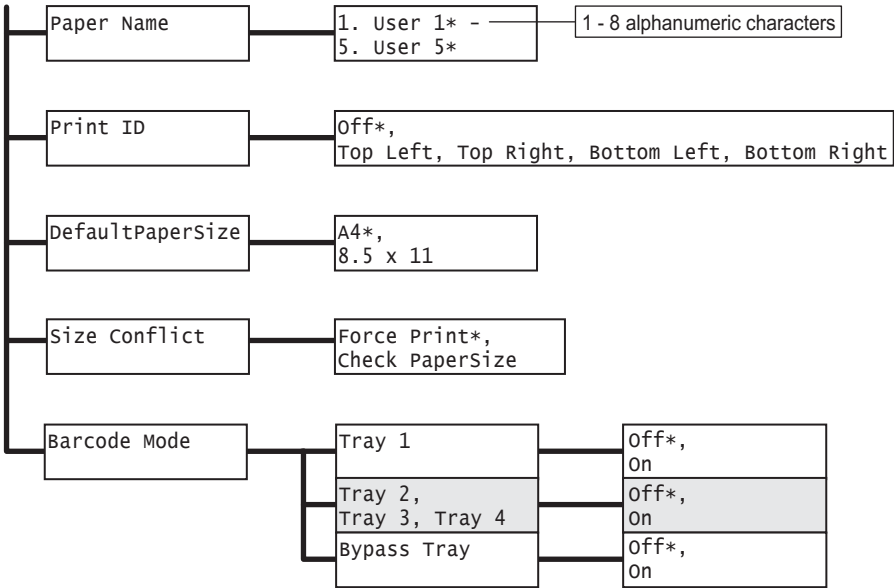 Paper Name
1. User 1* -
5. User 5*
1 - 8 alphanumeric characters
Print ID
Off*,
Top Left, Top Right, Bottom Left, Bottom Right
DefaultPaperSize
A4*,
8.5 x 11
Size Conflict
Force Print*,
Check PaperSize
Barcode Mode
Tray 1
Off*,
On
Tray 2,
Tray 3, Tray 4
Off*,
On
Bypass Tray
Off*,
On